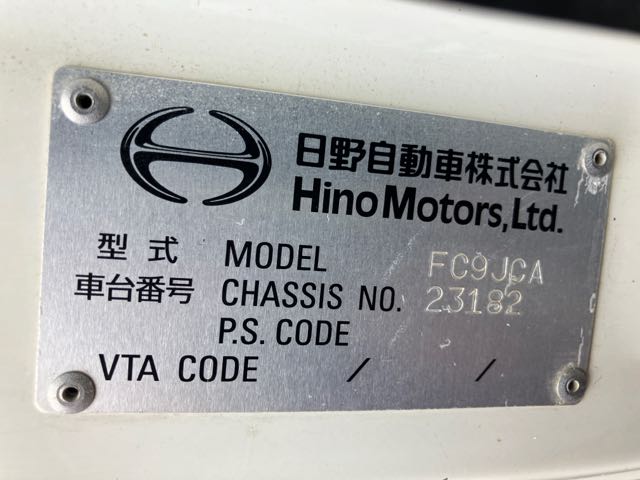 日野自動車株式会社
Hino Motors, Ltd.
型式 MODEL FC9JCA
車台番号 CHASSIS NO. 23182
P.S. CODE
VTA CODE / /